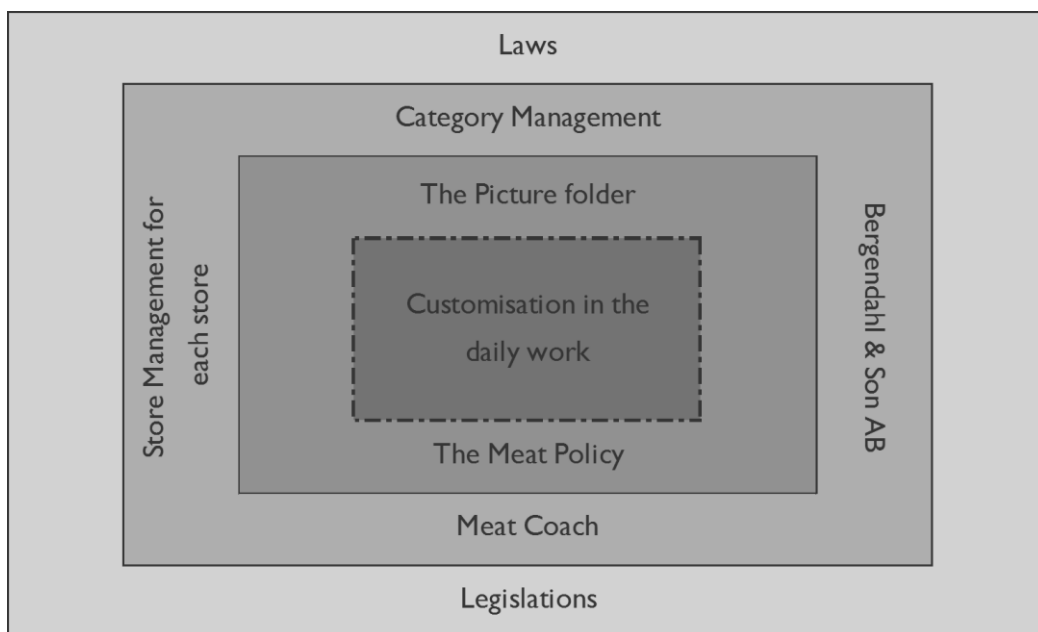 Laws
Category Management
The Picture folder
Store Management for
each store
Customisation in the
daily work
Bergendahl & Son AB
The Meat Policy
Meat Coach
Legislations